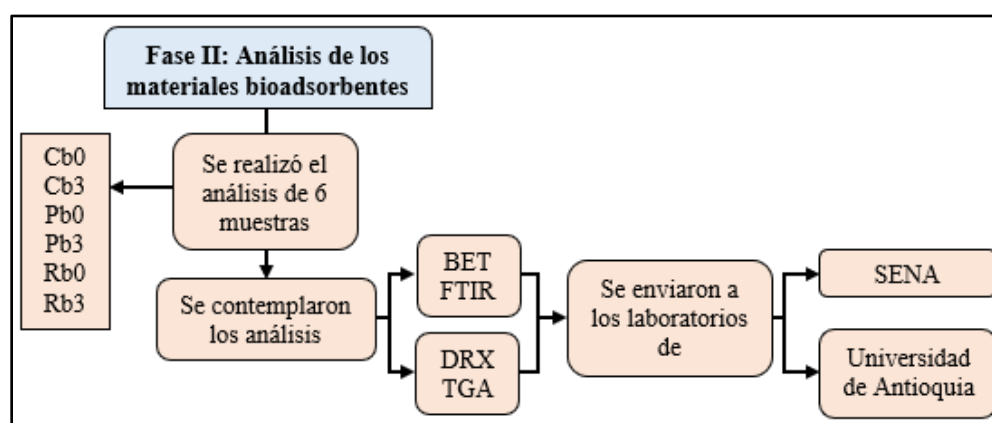 Fase II: Análisis de los
materiales bioadsorbentes
Cb0
Cb3
Pb0
Pb3
Rb0
Rb3
Se realizó el
análisis de 6
muestras
Se contemplaron
los análisis
BET
FTIR
DRX
TGA
Se enviaron a
los laboratorios
de
SENA
Universidad
de Antioquia